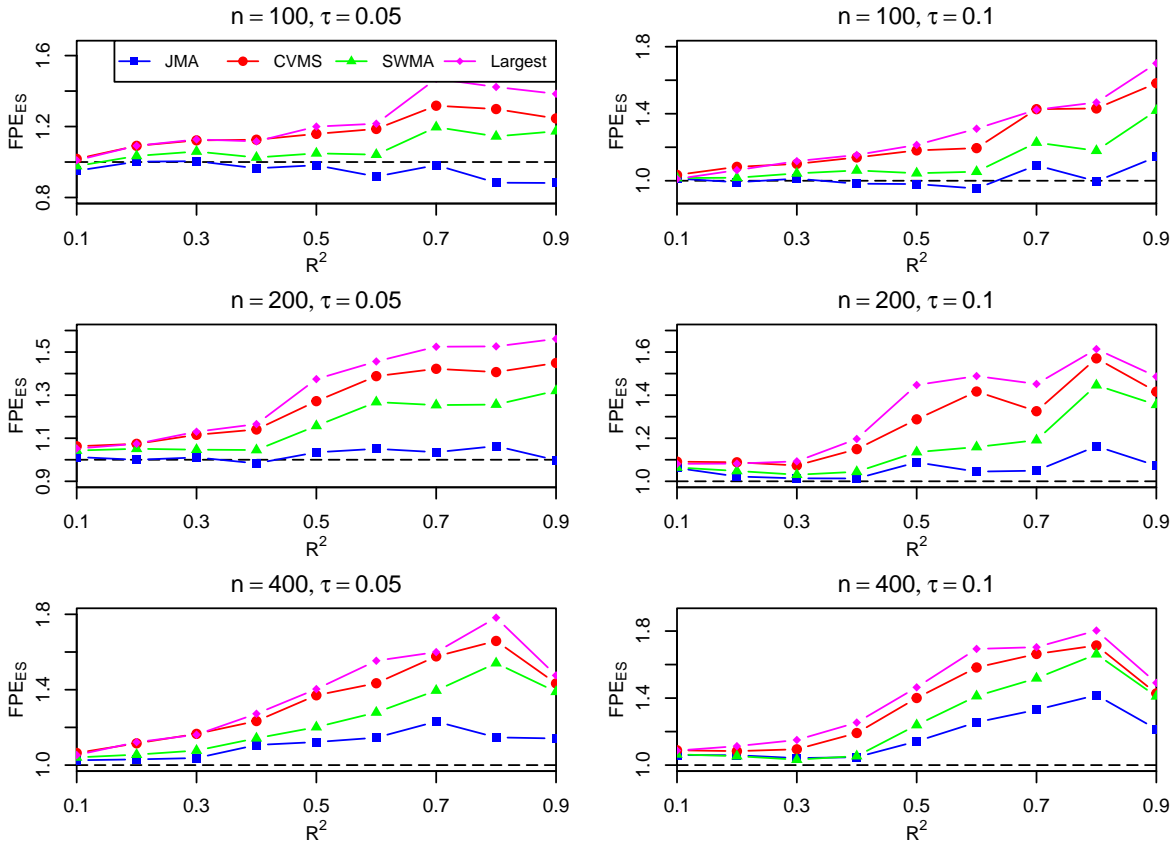 n = 100, τ = 0.05
FPE_ES
0.8 1.2 1.6
JMA CVMS SWMA Largest
0.1 0.3 0.5 0.7 0.9
R²
n = 100, τ = 0.1
FPE_ES
1.0 1.4 1.8
0.1 0.3 0.5 0.7 0.9
R²
n = 200, τ = 0.05
FPE_ES
0.9 1.1 1.3 1.5
0.1 0.3 0.5 0.7 0.9
R²
n = 200, τ = 0.1
FPE_ES
1.0 1.2 1.4 1.6
0.1 0.3 0.5 0.7 0.9
R²
n = 400, τ = 0.05
FPE_ES
1.0 1.4 1.8
0.1 0.3 0.5 0.7 0.9
R²
n = 400, τ = 0.1
FPE_ES
1.0 1.4 1.8
0.1 0.3 0.5 0.7 0.9
R²